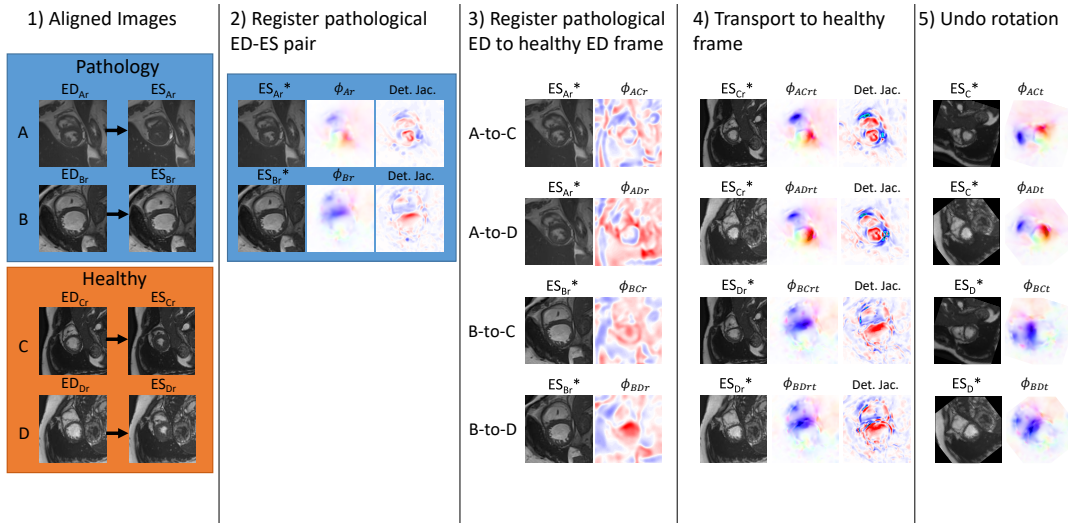 1) Aligned Images
Pathology
ED_Ar ES_Ar
A
ED_Br ES_Br
B
Healthy
ED_Cr ES_Cr
C
ED_Dr ES_Dr
D
2) Register pathological
ED-ES pair
ES_Ar* ϕ_Ar Det. Jac.
ES_Br* ϕ_Br Det. Jac.
3) Register pathological
ED to healthy ED frame
ES_Ar* ϕ_ACr
A-to-C
ES_Ar* ϕ_ADr
A-to-D
ES_Br* ϕ_BCr
B-to-C
ES_Br* ϕ_BDr
B-to-D
4) Transport to healthy
frame
ES_Cr* ϕ_ACrt Det. Jac.
ES_Cr* ϕ_ADrt Det. Jac.
ES_Dr* ϕ_BCrt Det. Jac.
ES_Dr* ϕ_BDrt Det. Jac.
5) Undo rotation
ES_C* ϕ_ACt
ES_C* ϕ_ADt
ES_D* ϕ_BCt
ES_D* ϕ_BDt